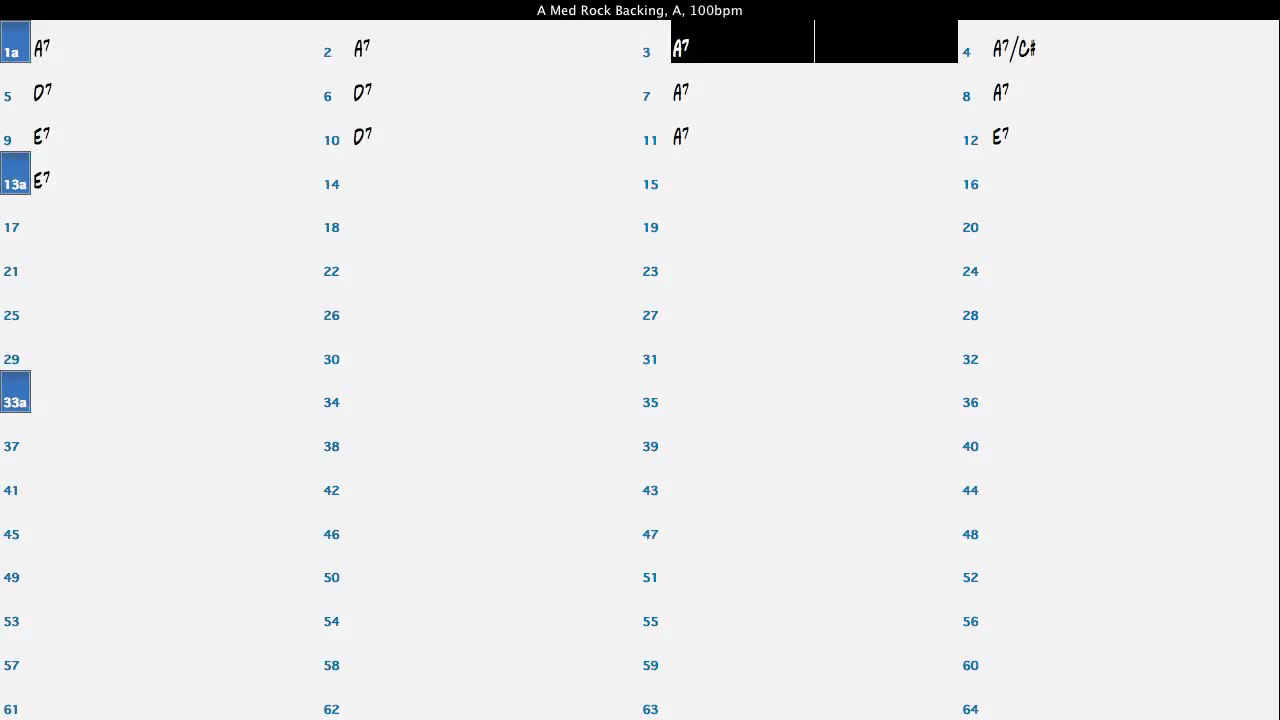 A Med Rock Backing, A, 100bpm
1a A7 2 A7 3 A7 4 A7/C#
5 D7 6 D7 7 A7 8 A7
9 E7 10 D7 11 A7 12 E7
13a E7 14 15 16
17 18 19 20
21 22 23 24
25 26 27 28
29 30 31 32
33a 34 35 36
37 38 39 40
41 42 43 44
45 46 47 48
49 50 51 52
53 54 55 56
57 58 59 60
61 62 63 64